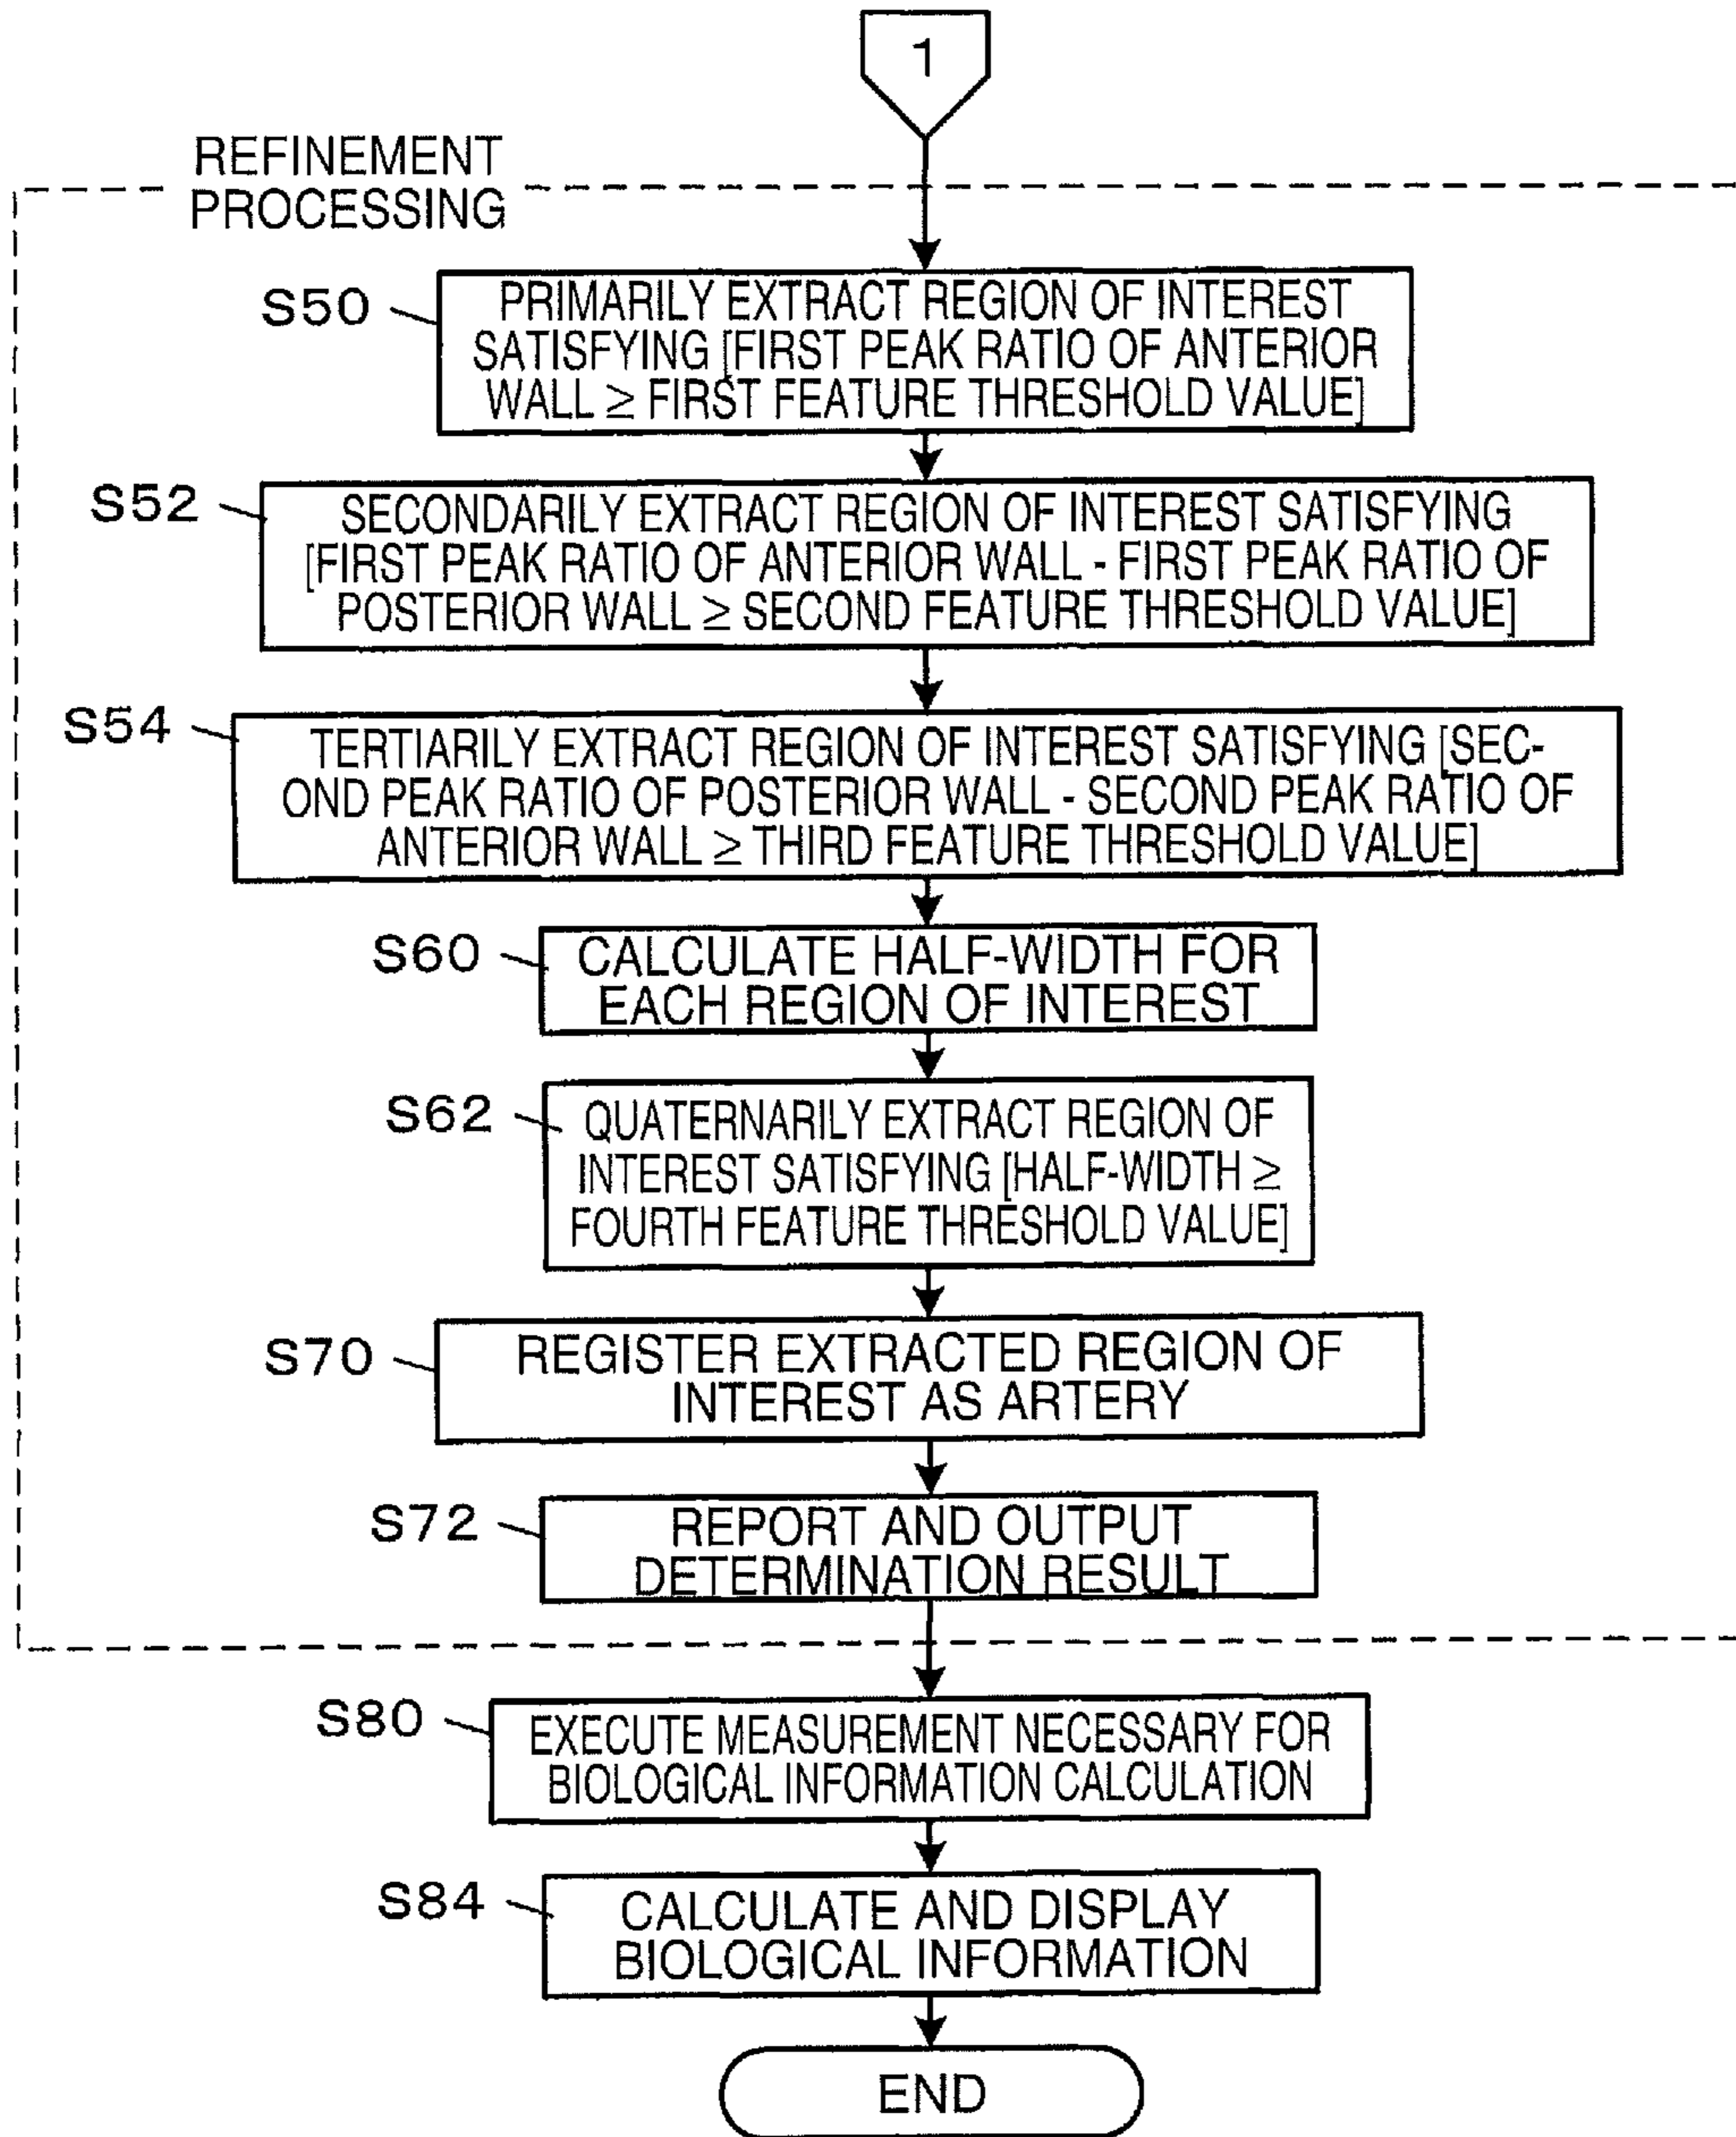 1
REFINEMENT
PROCESSING
S50
PRIMARILY EXTRACT REGION OF INTEREST
SATISFYING [FIRST PEAK RATIO OF ANTERIOR
WALL ≥ FIRST FEATURE THRESHOLD VALUE]
S52
SECONDARILY EXTRACT REGION OF INTEREST SATISFYING
[FIRST PEAK RATIO OF ANTERIOR WALL - FIRST PEAK RATIO OF
POSTERIOR WALL ≥ SECOND FEATURE THRESHOLD VALUE]
S54
TERTIARILY EXTRACT REGION OF INTEREST SATISFYING [SEC-
OND PEAK RATIO OF POSTERIOR WALL - SECOND PEAK RATIO OF
ANTERIOR WALL ≥ THIRD FEATURE THRESHOLD VALUE]
S60
CALCULATE HALF-WIDTH FOR
EACH REGION OF INTEREST
S62
QUATERNARILY EXTRACT REGION OF
INTEREST SATISFYING [HALF-WIDTH ≥
FOURTH FEATURE THRESHOLD VALUE]
S70
REGISTER EXTRACTED REGION OF
INTEREST AS ARTERY
S72
REPORT AND OUTPUT
DETERMINATION RESULT
S80
EXECUTE MEASUREMENT NECESSARY FOR
BIOLOGICAL INFORMATION CALCULATION
S84
CALCULATE AND DISPLAY
BIOLOGICAL INFORMATION
END